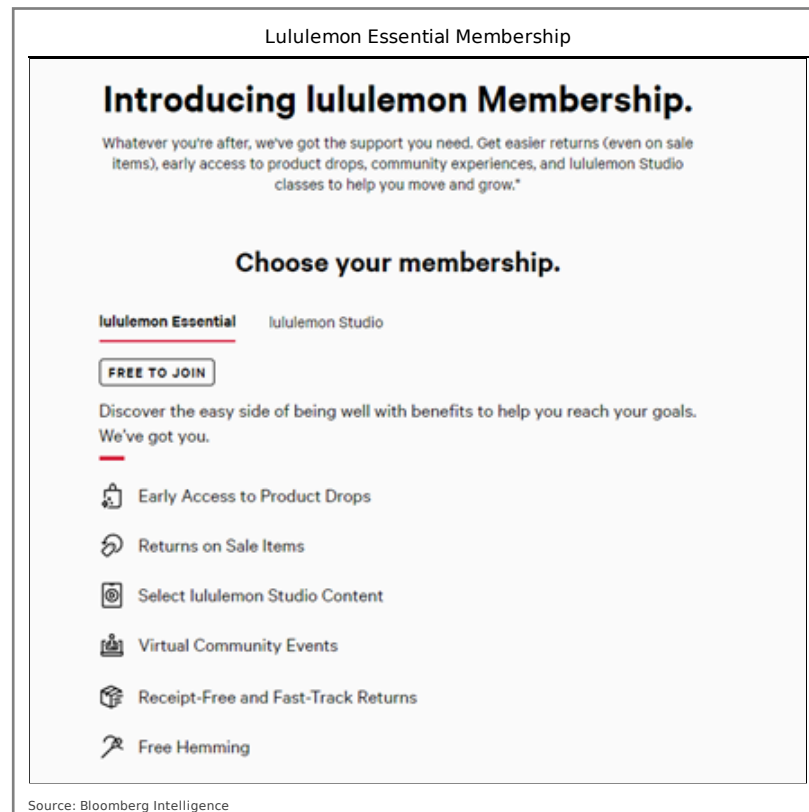 Lululemon Essential Membership
Introducing lululemon Membership.
Whatever you're after, we've got the support you need. Get easier returns (even on sale
items), early access to product drops, community experiences, and lululemon Studio
classes to help you move and grow.*
Choose your membership.
lululemon Essential lululemon Studio
FREE TO JOIN
Discover the easy side of being well with benefits to help you reach your goals.
We've got you.
Early Access to Product Drops
Returns on Sale Items
Select lululemon Studio Content
Virtual Community Events
Receipt-Free and Fast-Track Returns
Free Hemming
Source: Bloomberg Intelligence